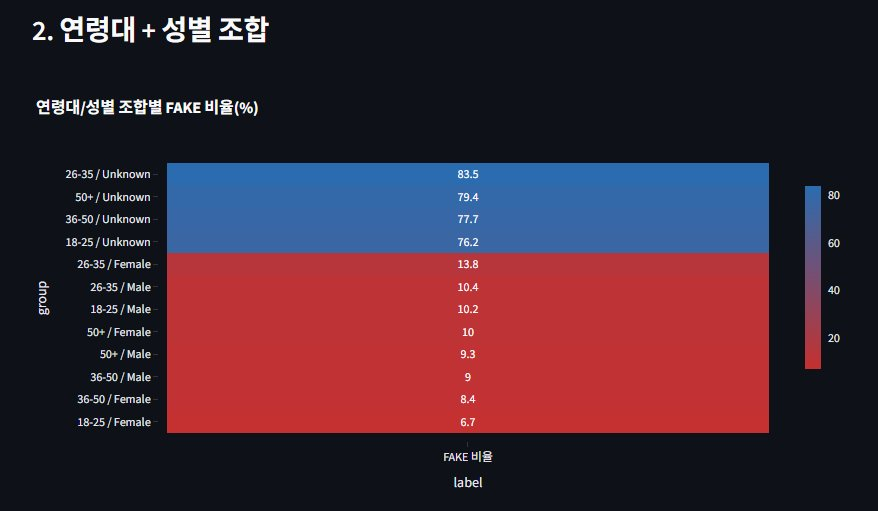 2. 연령대 + 성별 조합
연령대/성별 조합별 FAKE 비율(%)
group
26-35 / Unknown 83.5
50+ / Unknown 79.4
36-50 / Unknown 77.7
18-25 / Unknown 76.2
26-35 / Female 13.8
26-35 / Male 10.4
18-25 / Male 10.2
50+ / Female 10
50+ / Male 9.3
36-50 / Male 9
36-50 / Female 8.4
18-25 / Female 6.7
80
60
40
20
FAKE 비율
label